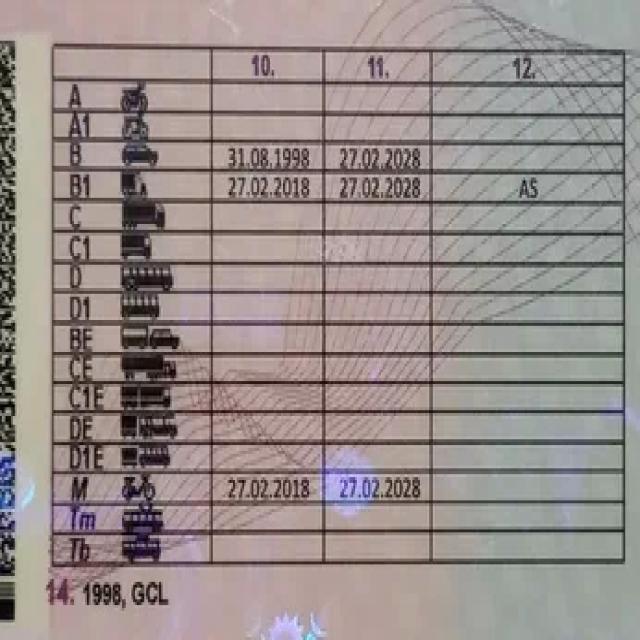 10. 11. 12.
A
A1
B 31.08.1998 27.02.2028
B1 27.02.2018 27.02.2028 AS
C
C1
D
D1
BE
CE
C1E
DE
D1E
M 27.02.2018 27.02.2028
Tm
Tb
14. 1998, GCL